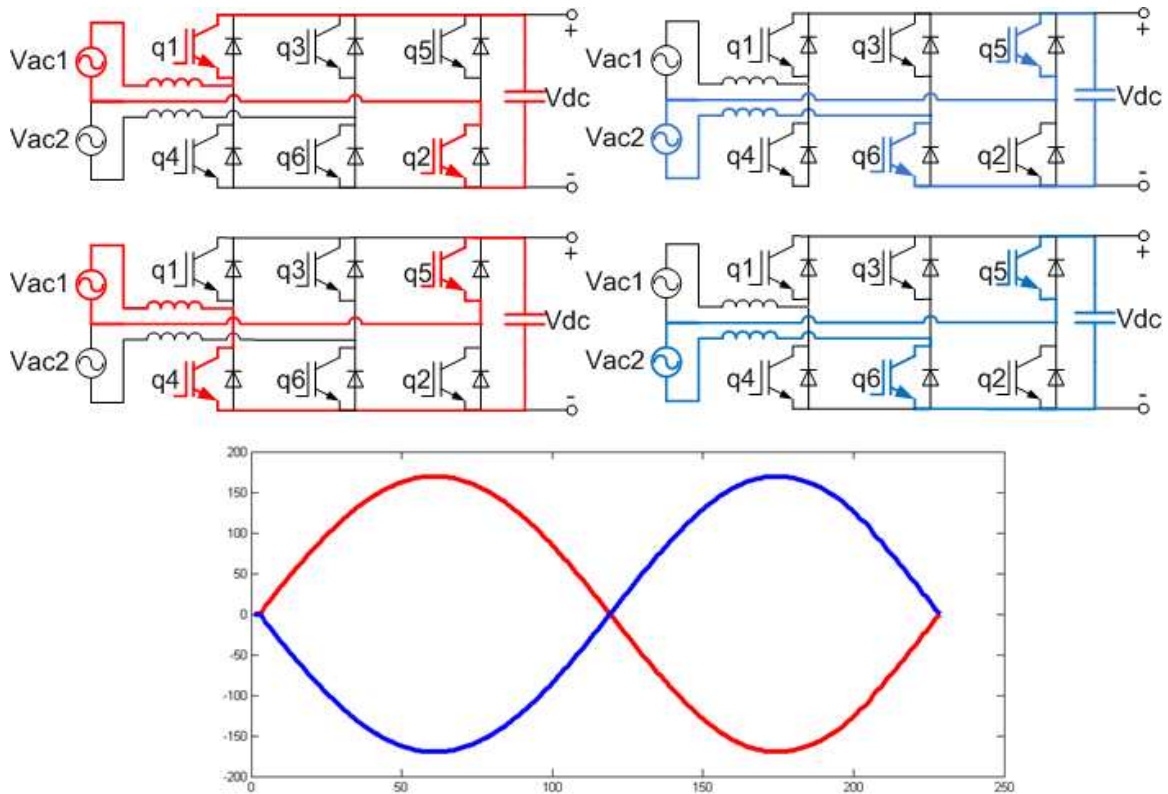 q1 q3 q5 +
Vac1
Vdc
Vac2
q4 q6 q2 -
q1 q3 q5 +
Vac1
Vdc
Vac2
q4 q6 q2 -
q1 q3 q5 +
Vac1
Vdc
Vac2
q4 q6 q2 -
q1 q3 q5 +
Vac1
Vdc
Vac2
q4 q6 q2 -
200
150
100
50
0
-50
-100
-150
-200
0 50 100 150 200 250